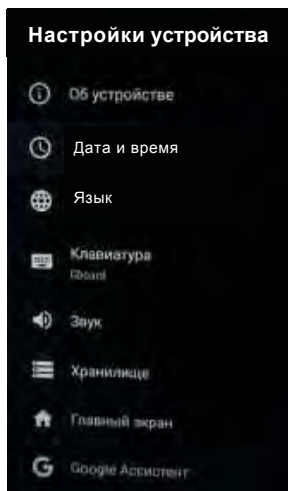 Настройки устройства
Об устройстве
Дата и время
Язык
Клавиатура
Gboard
Звук
Хранилище
Главный экран
Google Ассистент